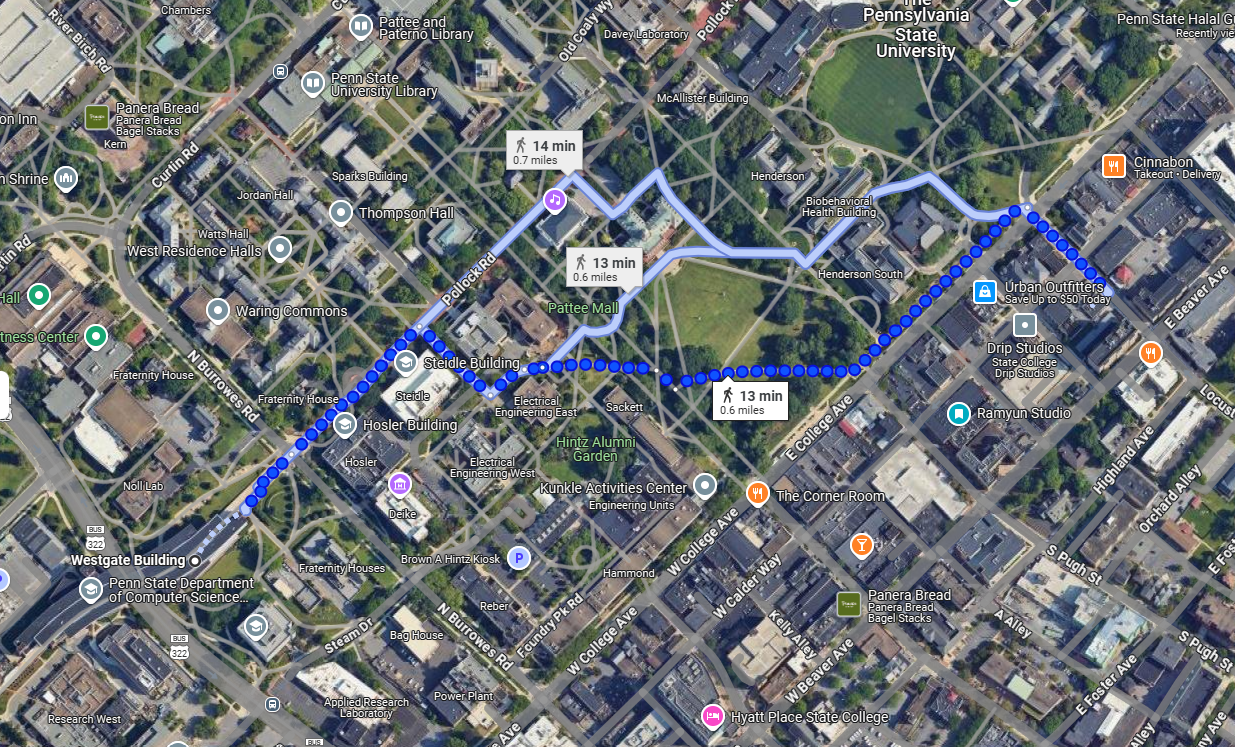 Chambers
River Birch Rd
Pattee and
Paterno Library
Old Coaly Wy
Davey Laboratory
Pollock
The
Pennsylvania
State
University
Penn State Halal
Recently
Penn State
University Library
McAllister Building
Panera Bread
Panera Bread
Bagel Stacks
Kern
on Inn
Curtin Rd
14 min
0.7 miles
Cinnabon
Takeout • Delivery
Shrine
Sparks Building
Henderson
Jordan Hall
Thompson Hall
Biobehavioral
Health Building
Watts Hall
West Residence Halls
Pollock Rd
13 min
0.6 miles
Henderson South
Urban Outfitters
Save Up to $50 Today
E Beaver Ave
Hall
Waring Commons
Pattee Mall
tness Center
Drip Studios
State College
Drip Studios
N Burrowes Rd
Steidle Building
Fraternity House
Steidle
13 min
0.6 miles
Fraternity House
Electrical
Engineering East
Sackett
E College Ave
Ramyun Studio
Locust
Hosler Building
Hintz Alumni
Garden
Highland Ave
Hosler
Electrical
Engineering West
Noll Lab
Kunkle Activities Center
Engineering Units
The Corner Room
Orchard Alley
Deike
BUS
322
W College Ave
Westgate Building
Brown A Hintz Kiosk
P
Fraternity Houses
Hammond
S Pugh St
Penn State Department
of Computer Science...
W Calder Way
Panera Bread
Panera Bread
Bagel Stacks
Reber
N Burrowes Rd
Foundry Pk Rd
Kelly Alley
A Alley
Steam Dr
Bag House
W College Ave
S Pugh St
BUS
322
W Beaver Ave
E Foster Ave
Power Plant
Applied Research
Laboratory
Hyatt Place State College
Research West
BUS
Alley